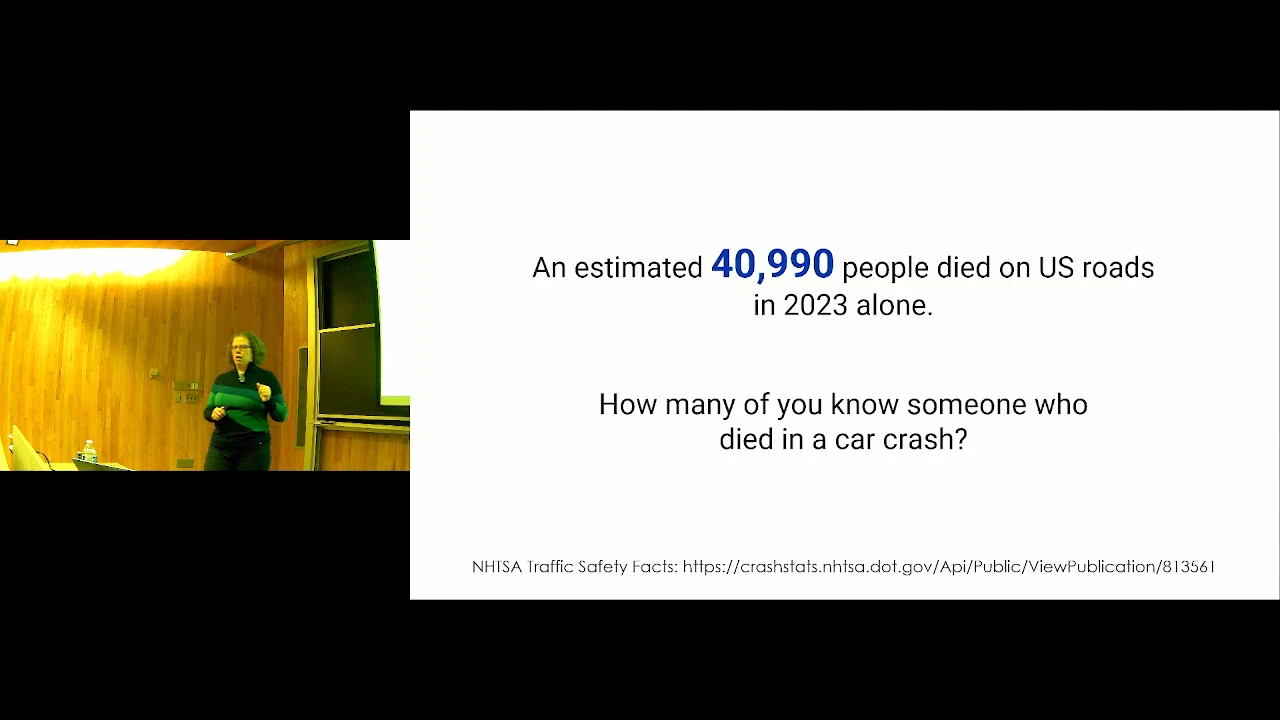 An estimated 40,990 people died on US roads
in 2023 alone.
How many of you know someone who
died in a car crash?
NHTSA Traffic Safety Facts: https://crashstats.nhtsa.dot.gov/Api/Public/ViewPublication/813561